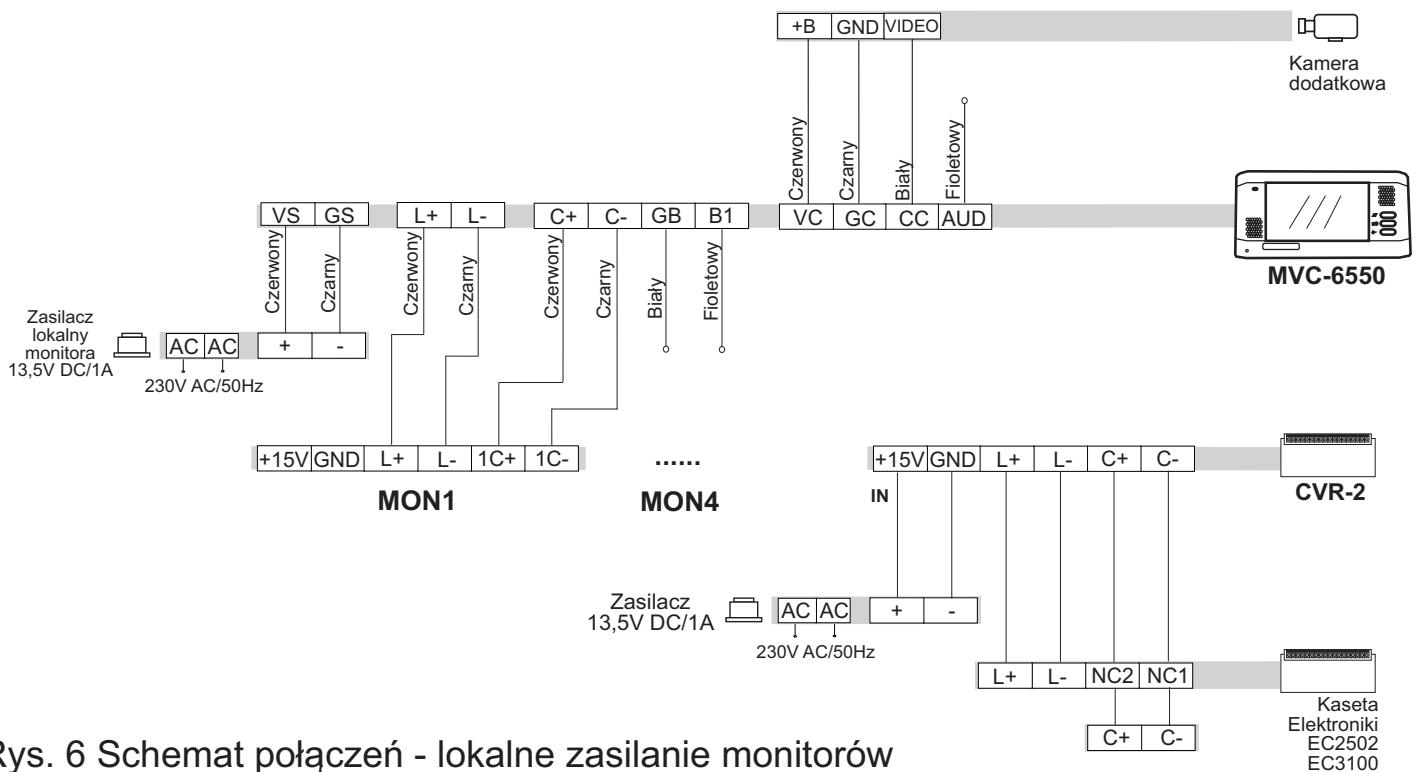 +B GND VIDEO
Kamera
dodatkowa
Czerwony Czarny Biały Fioletowy
VS GS L+ L- C+ C- GB B1 VC GC CC AUD
MVC-6550
Czerwony Czarny Czerwony Czarny Czerwony Czarny Biały Fioletowy
Zasilacz
lokalny
monitora
13,5V DC/1A
AC AC + -
230V AC/50Hz
+15V GND L+ L- 1C+ 1C-
......
MON1 MON4
+15V GND L+ L- C+ C-
CVR-2
IN
Zasilacz
13,5V DC/1A
AC AC + -
230V AC/50Hz
L+ L- NC2 NC1
Kaseta
Elektroniki
EC2502
EC3100
C+ C-
Rys. 6 Schemat połączeń - lokalne zasilanie monitorów